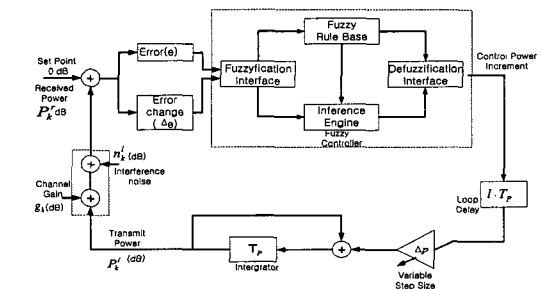 Set Point
0 dB
Received
Power
P_k^r dB
Error(e)
Error
change
( Δe)
Fuzzyfication
Interface
Fuzzy
Rule Base
Inference
Engine
Fuzzy
Controller
Defuzzification
Interface
Control Power
Increment
n_k^i (dB)
Interference
noise
Channel
Gain
g_k(dB)
Loop
Delay
l · T_P
Transmit
Power
P_k^t (dB)
T_P
Intergrator
ΔP
Variable
Step Size